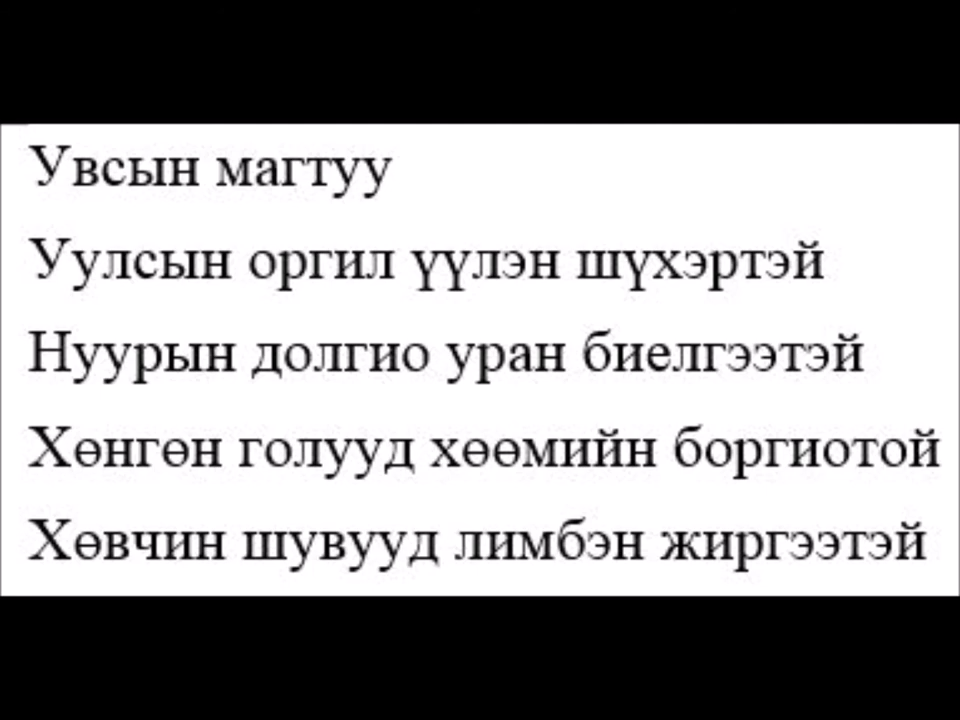 Увсын магтуу
Уулсын оргил үүлэн шүхэртэй
Нуурын долгио уран биелгээтэй
Хөнгөн голууд хөөмийн боргиотой
Хөвчин шувууд лимбэн жиргээтэй